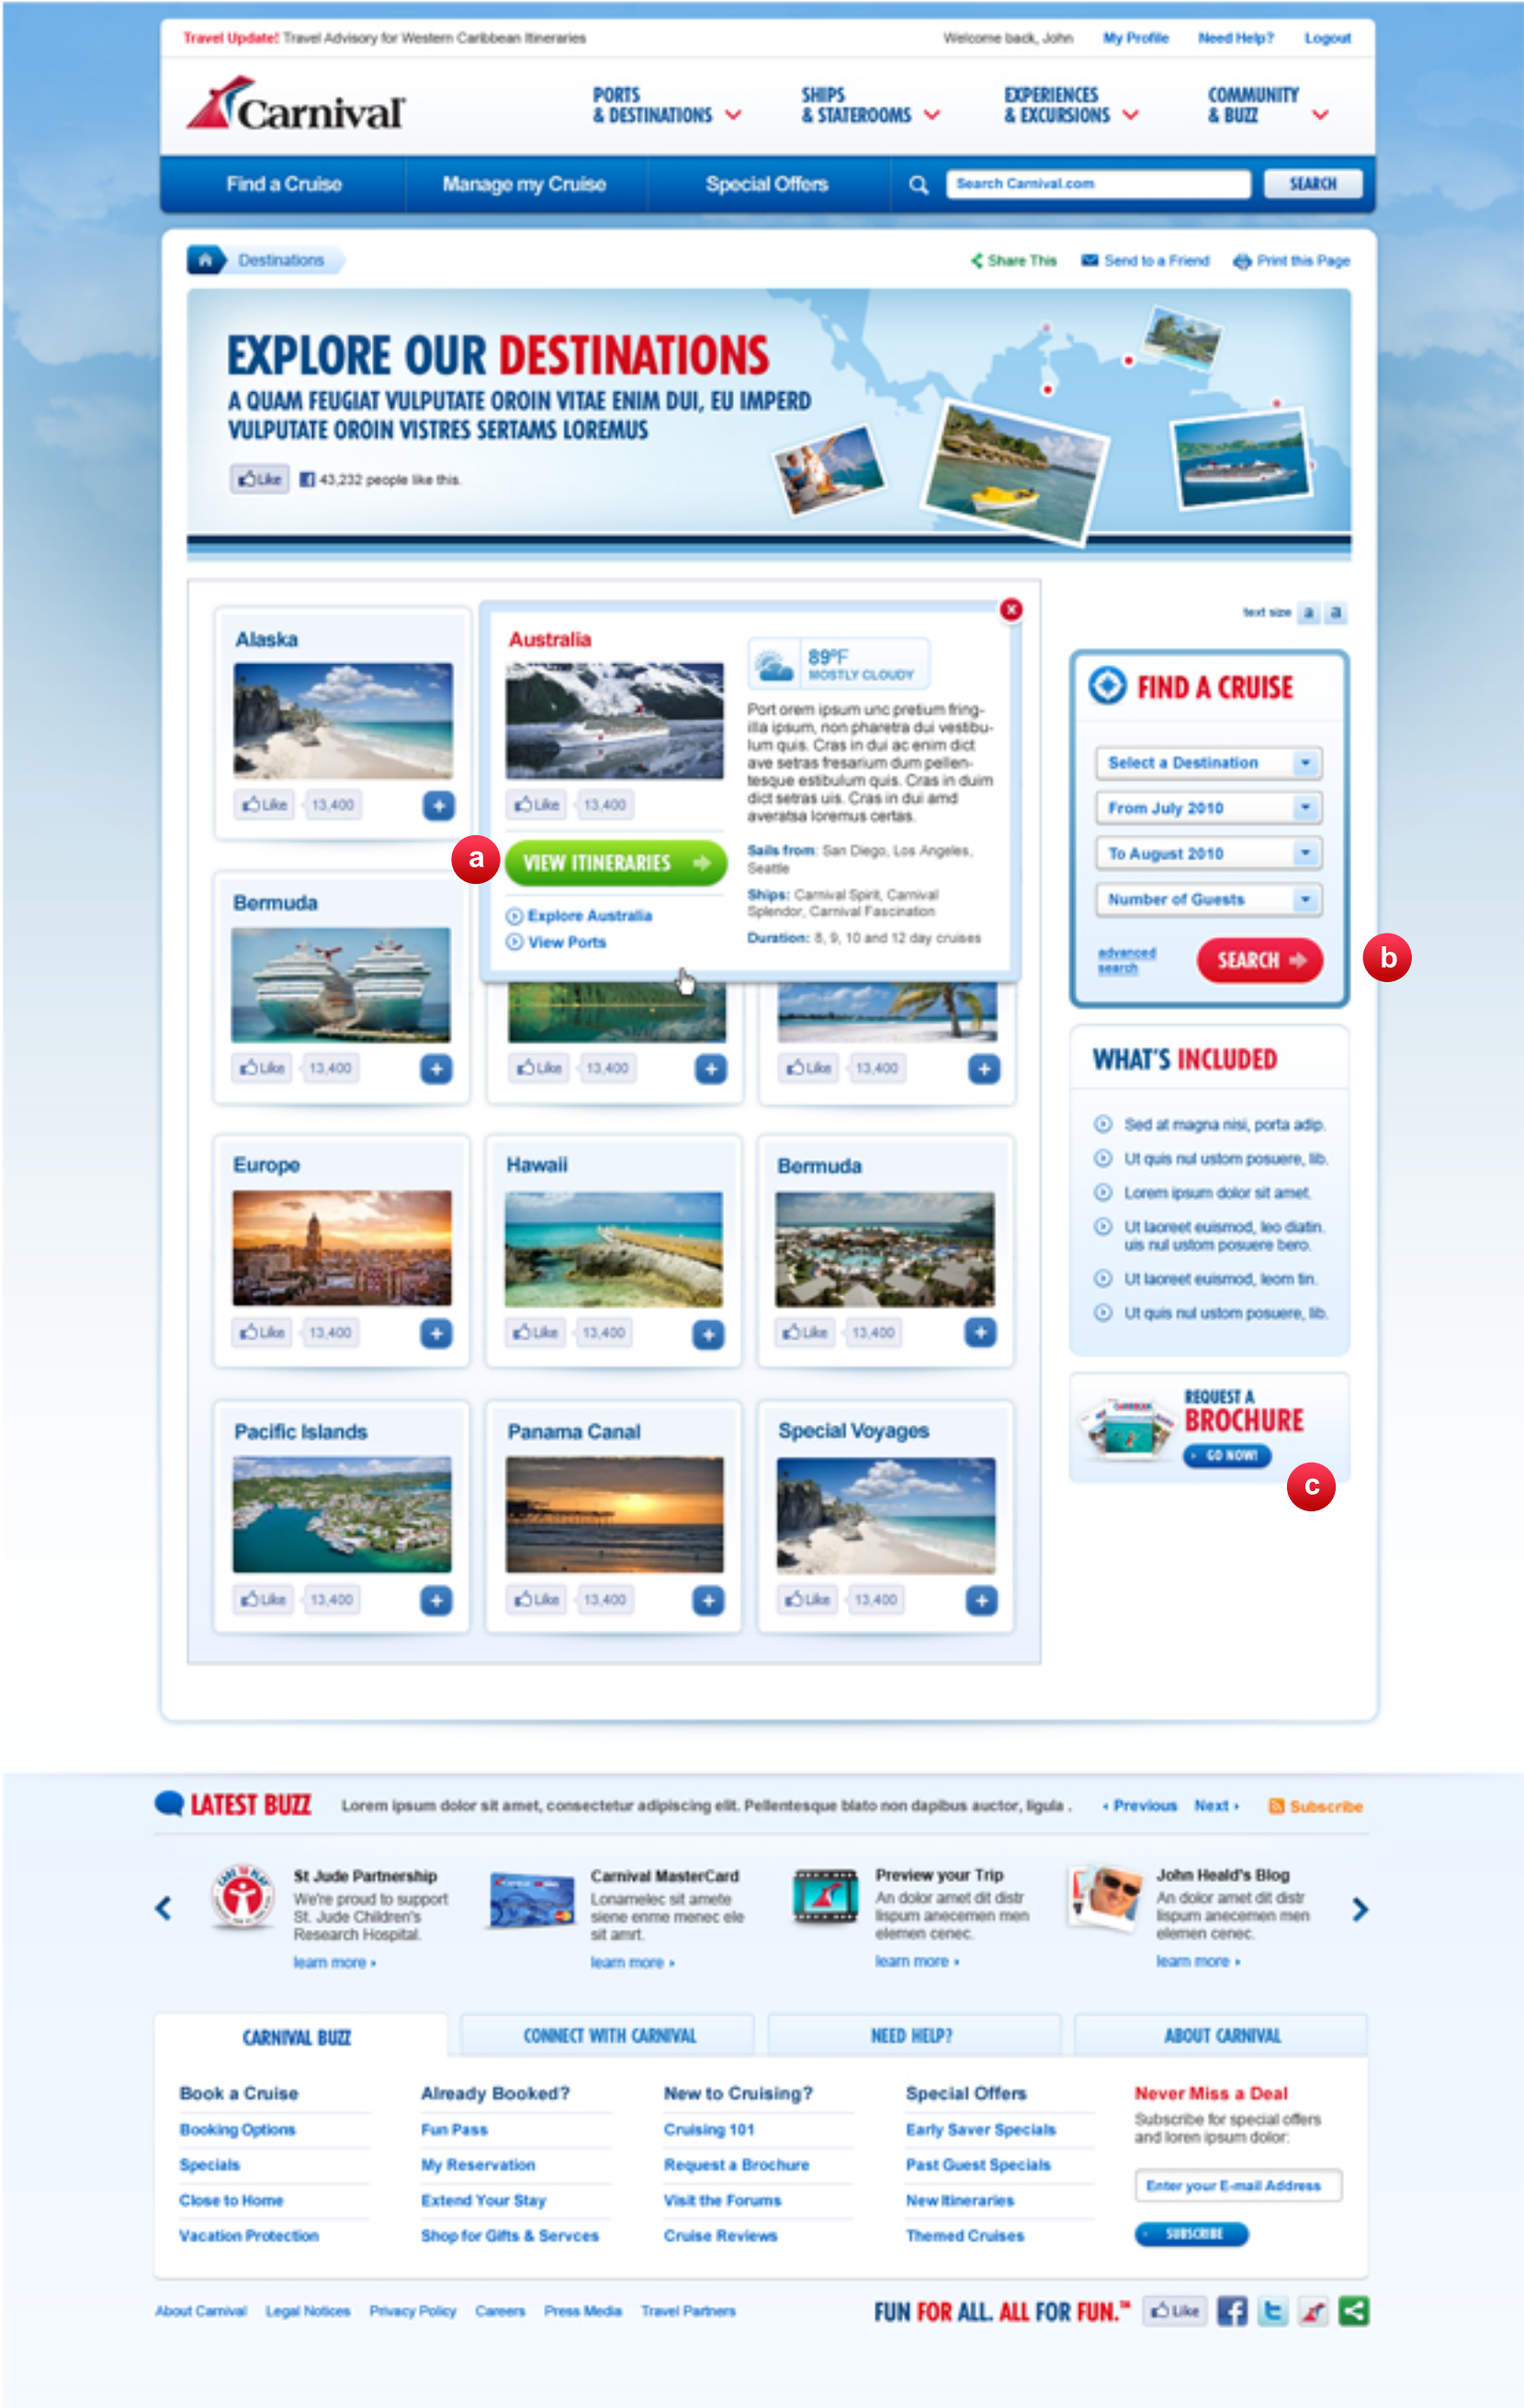 Travel Update! Travel Advisory for Western Caribbean Itineraries
Welcome back, John
My Profile
Need Help?
Logout
Carnival
PORTS
& DESTINATIONS
SHIPS
& STATEROOMS
EXPERIENCES
& EXCURSIONS
COMMUNITY
& BUZZ
Find a Cruise
Manage my Cruise
Special Offers
Search Carnival.com
SEARCH
Destinations
Share This
Send to a Friend
Print this Page
EXPLORE OUR DESTINATIONS
A QUAM FEUGIAT VULPUTATE OROIN VITAE ENIM DUI, EU IMPERD
VULPUTATE OROIN VISTRES SERTAMS LOREMUS
Like
43,232 people like this.
text size a a
Alaska
Like 13,400
Australia
Like 13,400
a
VIEW ITINERARIES
Explore Australia
View Ports
89°F
MOSTLY CLOUDY
Port orem ipsum unc pretium fring-
illa ipsum, non pharetra dui vestibu-
lum quis. Cras in dui ac enim dict
ave setras fresarium dum pellen-
tesque estibulum quis. Cras in duim
dict setras uis. Cras in dui amd
averatsa loremus certas.
Sails from: San Diego, Los Angeles,
Seattle
Ships: Carnival Spirit, Carnival
Splendor, Carnival Fascination
Duration: 8, 9, 10 and 12 day cruises
Bermuda
Like 13,400
Like 13,400
Like 13,400
Europe
Like 13,400
Hawaii
Like 13,400
Bermuda
Like 13,400
Pacific Islands
Like 13,400
Panama Canal
Like 13,400
Special Voyages
Like 13,400
FIND A CRUISE
Select a Destination
From July 2010
To August 2010
Number of Guests
advanced
search
SEARCH
b
WHAT'S INCLUDED
Sed at magna nisi, porta adip.
Ut quis nul ustom posuere, lib.
Lorem ipsum dolor sit amet.
Ut laoreet euismod, leo diatin.
uis nul ustom posuere bero.
Ut laoreet euismod, leom tin.
Ut quis nul ustom posuere, lib.
REQUEST A
BROCHURE
GO NOW!
c
LATEST BUZZ
Lorem ipsum dolor sit amet, consectetur adipiscing elit. Pellentesque blato non dapibus auctor, ligula .
Previous
Next
Subscribe
St Jude Partnership
We're proud to support
St. Jude Children's
Research Hospital.
learn more
Carnival MasterCard
Lonamelec sit amete
siene enme menec ele
sit amrt.
learn more
Preview your Trip
An dolor amet dit distr
lispum anecemen men
elemen cenec.
learn more
John Heald's Blog
An dolor amet dit distr
lispum anecemen men
elemen cenec.
learn more
CARNIVAL BUZZ
CONNECT WITH CARNIVAL
NEED HELP?
ABOUT CARNIVAL
Book a Cruise
Booking Options
Specials
Close to Home
Vacation Protection
Already Booked?
Fun Pass
My Reservation
Extend Your Stay
Shop for Gifts & Servces
New to Cruising?
Cruising 101
Request a Brochure
Visit the Forums
Cruise Reviews
Special Offers
Early Saver Specials
Past Guest Specials
New Itineraries
Themed Cruises
Never Miss a Deal
Subscribe for special offers
and loren ipsum dolor:
Enter your E-mail Address
SUBSCRIBE
About Carnival
Legal Notices
Privacy Policy
Careers
Press Media
Travel Partners
FUN FOR ALL. ALL FOR FUN.™
Like